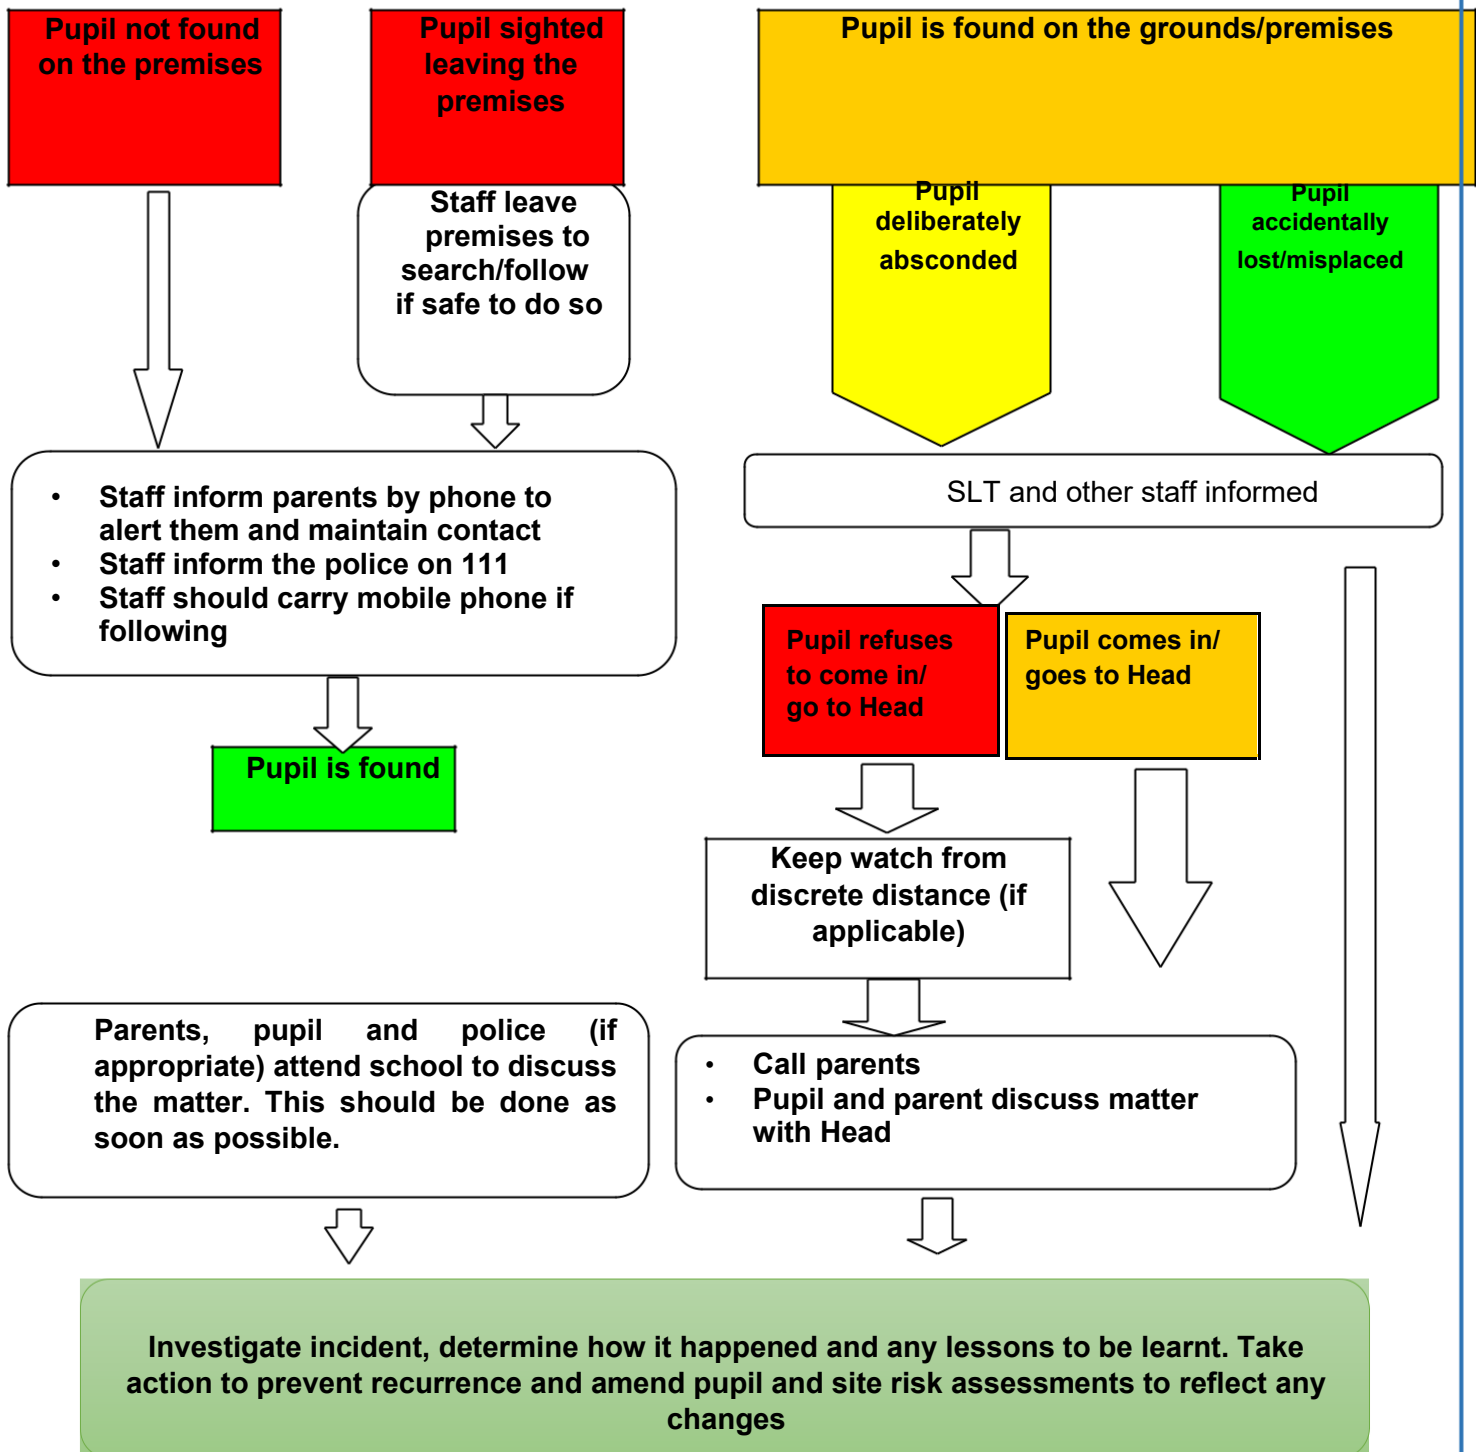 Pupil not found
on the premises
Pupil sighted
leaving the
premises
Pupil is found on the grounds/premises
Staff leave
premises to
search/follow
if safe to do so
Pupil
deliberately
absconded
Pupil
accidentally
lost/misplaced
• Staff inform parents by phone to
alert them and maintain contact
• Staff inform the police on 111
• Staff should carry mobile phone if
following
SLT and other staff informed
Pupil refuses
to come in/
go to Head
Pupil comes in/
goes to Head
Pupil is found
Keep watch from
discrete distance (if
applicable)
Parents, pupil and police (if
appropriate) attend school to discuss
the matter. This should be done as
soon as possible.
• Call parents
• Pupil and parent discuss matter
with Head
Investigate incident, determine how it happened and any lessons to be learnt. Take
action to prevent recurrence and amend pupil and site risk assessments to reflect any
changes